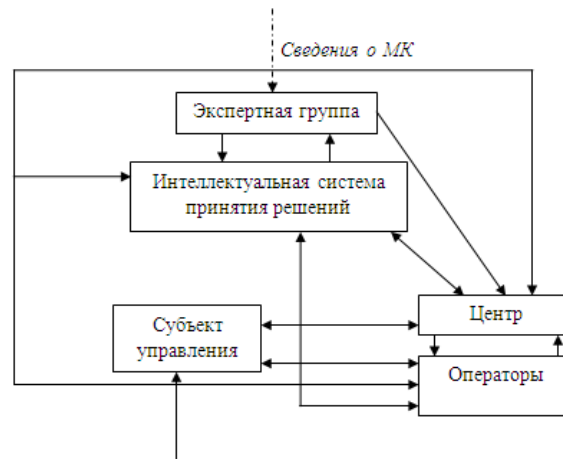 Сведения о МК
Экспертная группа
Интеллектуальная система
принятия решений
Центр
Субъект
управления
Операторы